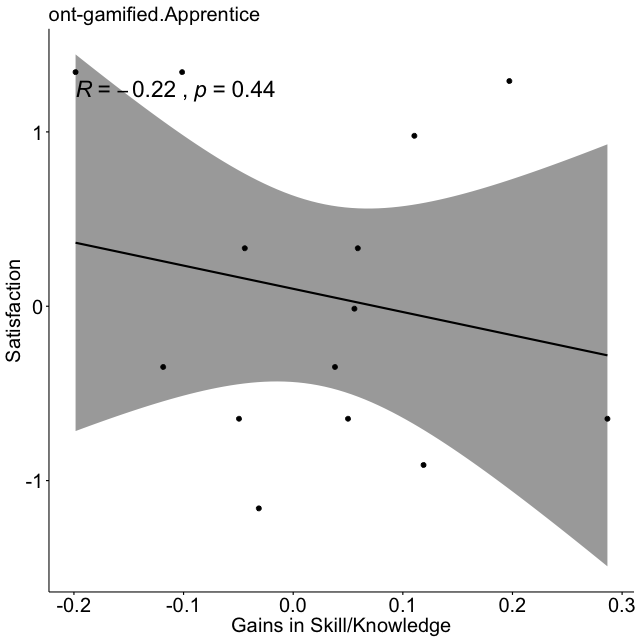 ont-gamified.Apprentice
R = −0.22 , p = 0.44
1
0
-1
Satisfaction
-0.2 -0.1 0.0 0.1 0.2 0.3
Gains in Skill/Knowledge